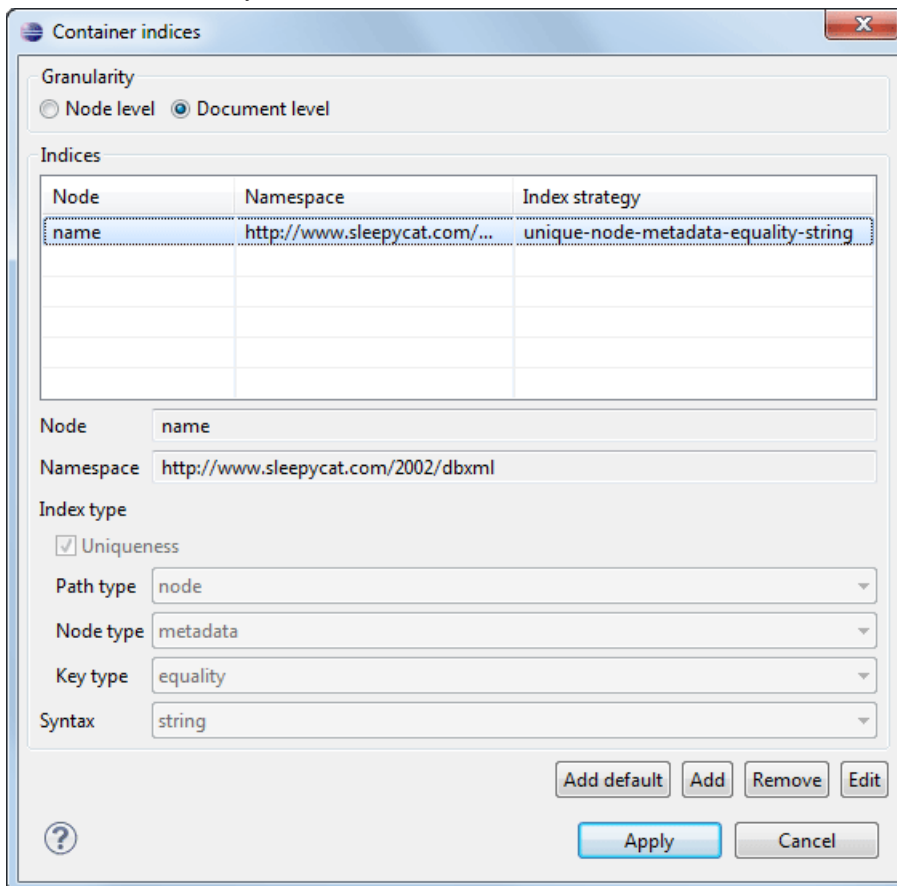 Container indices
Granularity
Node level Document level
Indices
Node Namespace Index strategy
name http://www.sleepycat.com/... unique-node-metadata-equality-string
Node name
Namespace http://www.sleepycat.com/2002/dbxml
Index type
Uniqueness
Path type node
Node type metadata
Key type equality
Syntax string
Add default Add Remove Edit
? Apply Cancel